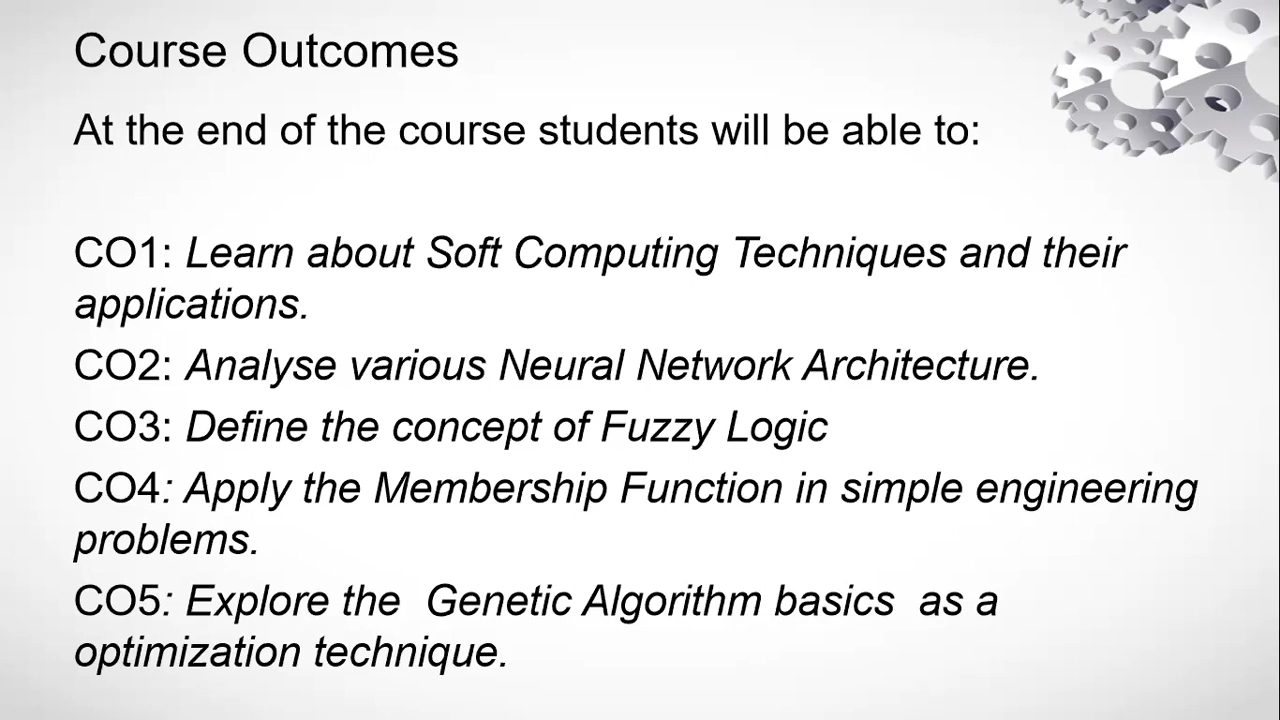 Course Outcomes
At the end of the course students will be able to:
CO1: Learn about Soft Computing Techniques and their
applications.
CO2: Analyse various Neural Network Architecture.
CO3: Define the concept of Fuzzy Logic
CO4: Apply the Membership Function in simple engineering
problems.
CO5: Explore the  Genetic Algorithm basics  as a
optimization technique.